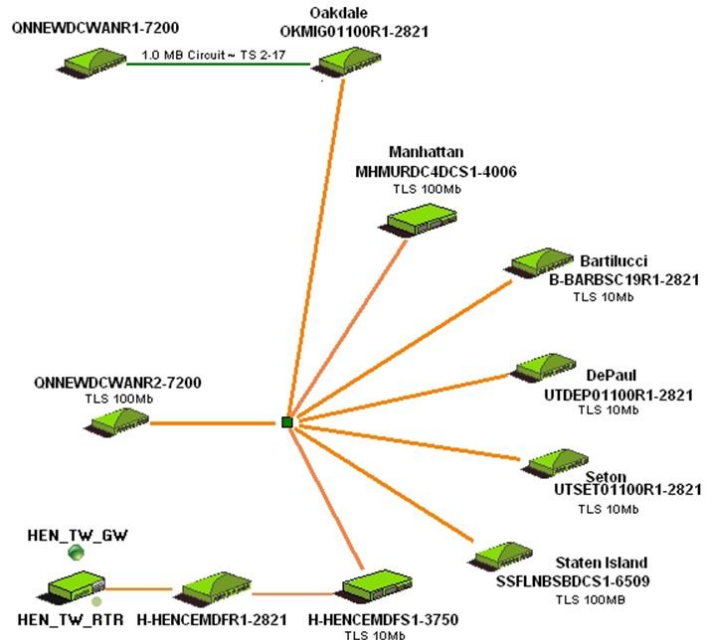 Oakdale
QNNEWDCWANR1-7200
OKMIG01100R1-2821
1.0 MB Circuit ~ TS 2-17
Manhattan
MHMURDC4DCS1-4006
TLS 100Mb
Bartilucci
B-BARBSC19R1-2821
TLS 10Mb
DePaul
UTDEP01100R1-2821
TLS 10Mb
QNNEWDCWANR2-7200
TLS 100Mb
Seton
UTSET01100R1-2821
TLS 10Mb
HEN_TW_GW
Staten Island
SSFLNBSBDCS1-6509
TLS 100MB
HEN_TW_RTR
H-HENCEMDFR1-2821
H-HENCEMDFS1-3750
TLS 10Mb